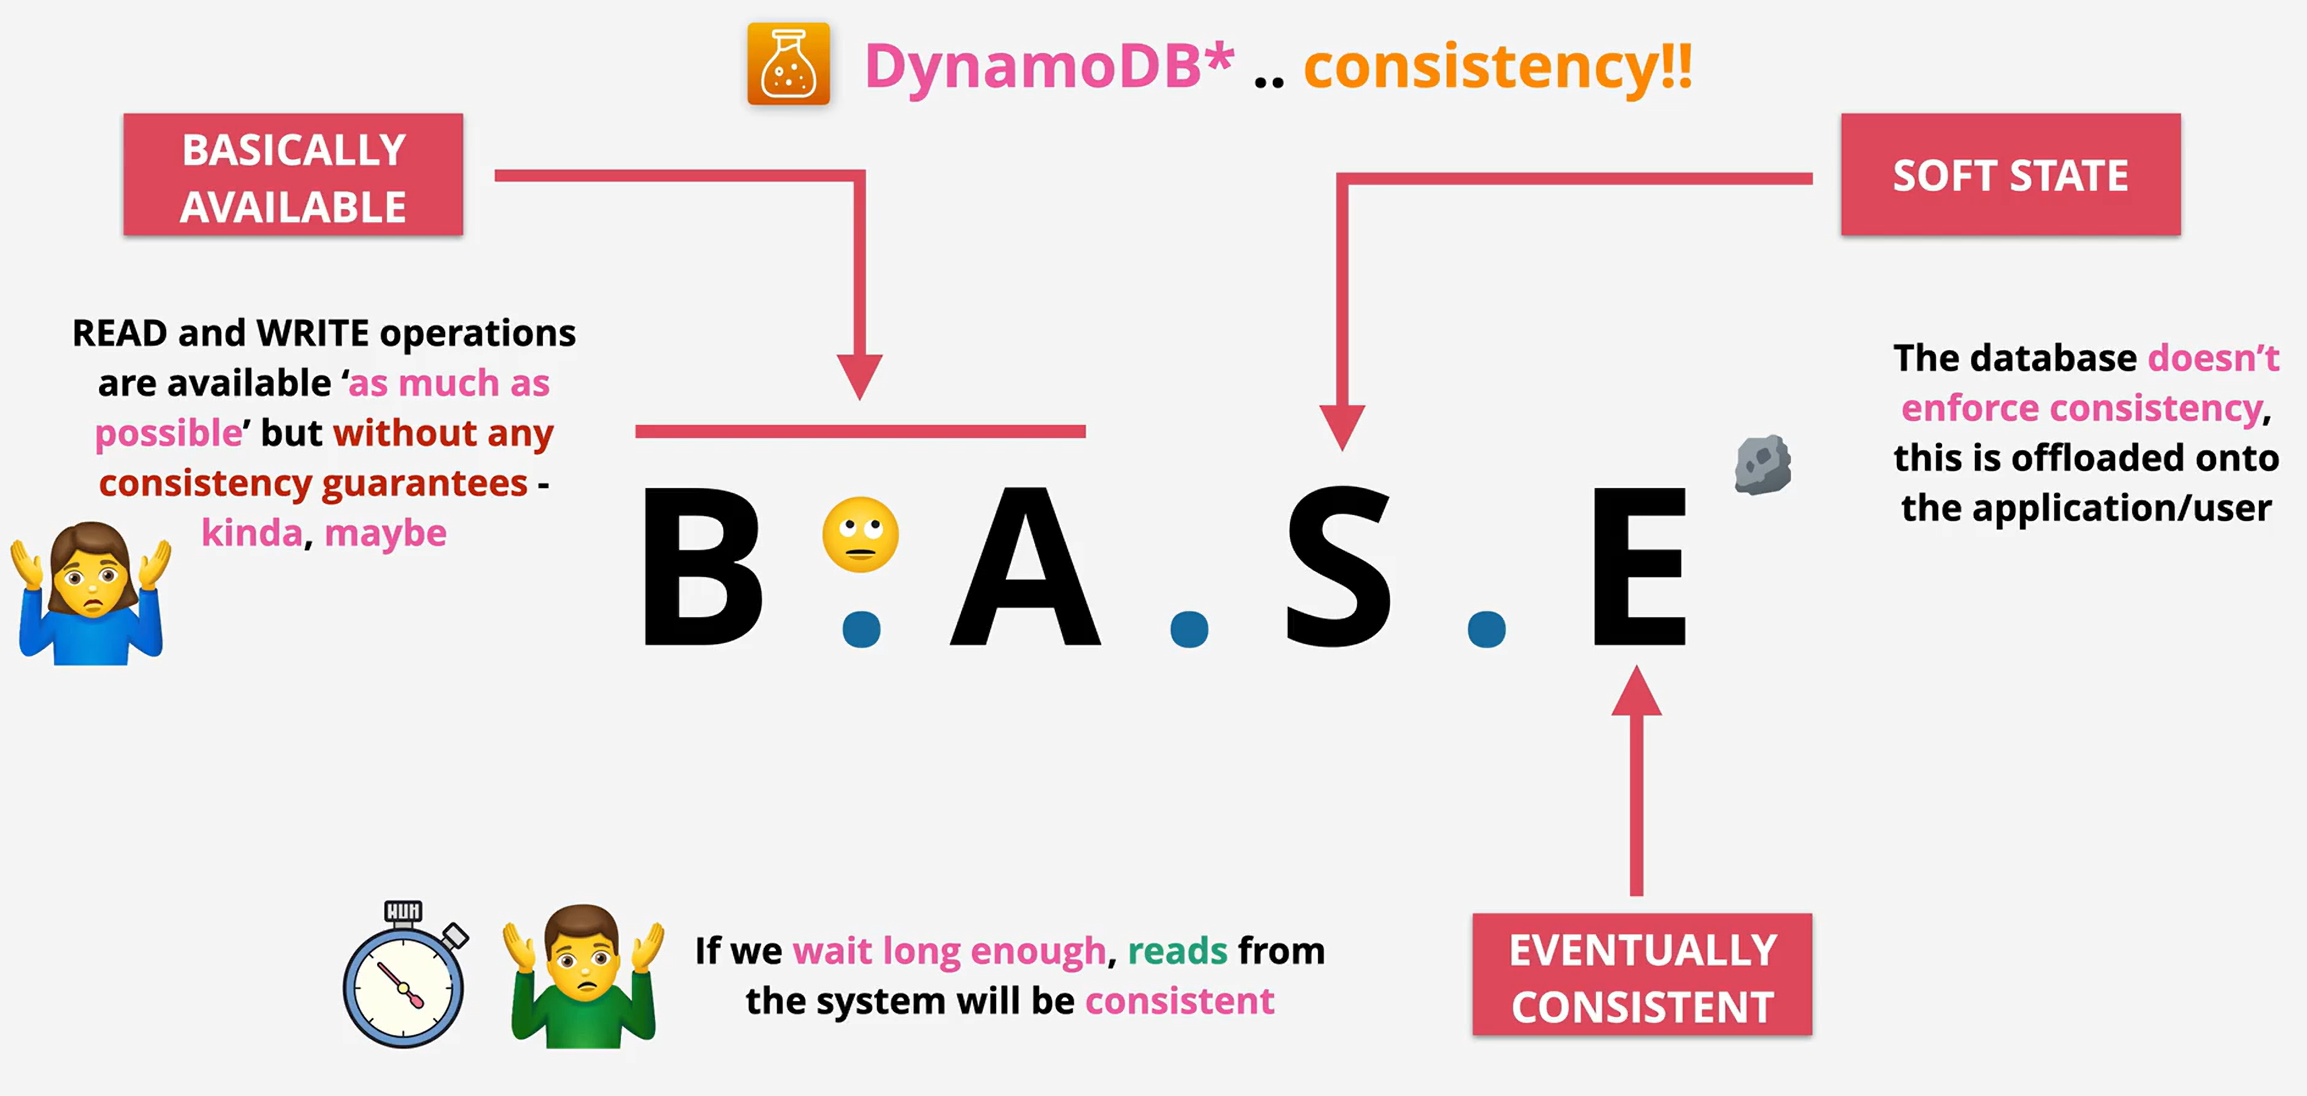 DynamoDB* .. consistency!!
BASICALLY
AVAILABLE
SOFT STATE
READ and WRITE operations
are available ‘as much as
possible’ but without any
consistency guarantees -
kinda, maybe
The database doesn’t
enforce consistency,
this is offloaded onto
the application/user
B . A . S . E
If we wait long enough, reads from
the system will be consistent
EVENTUALLY
CONSISTENT